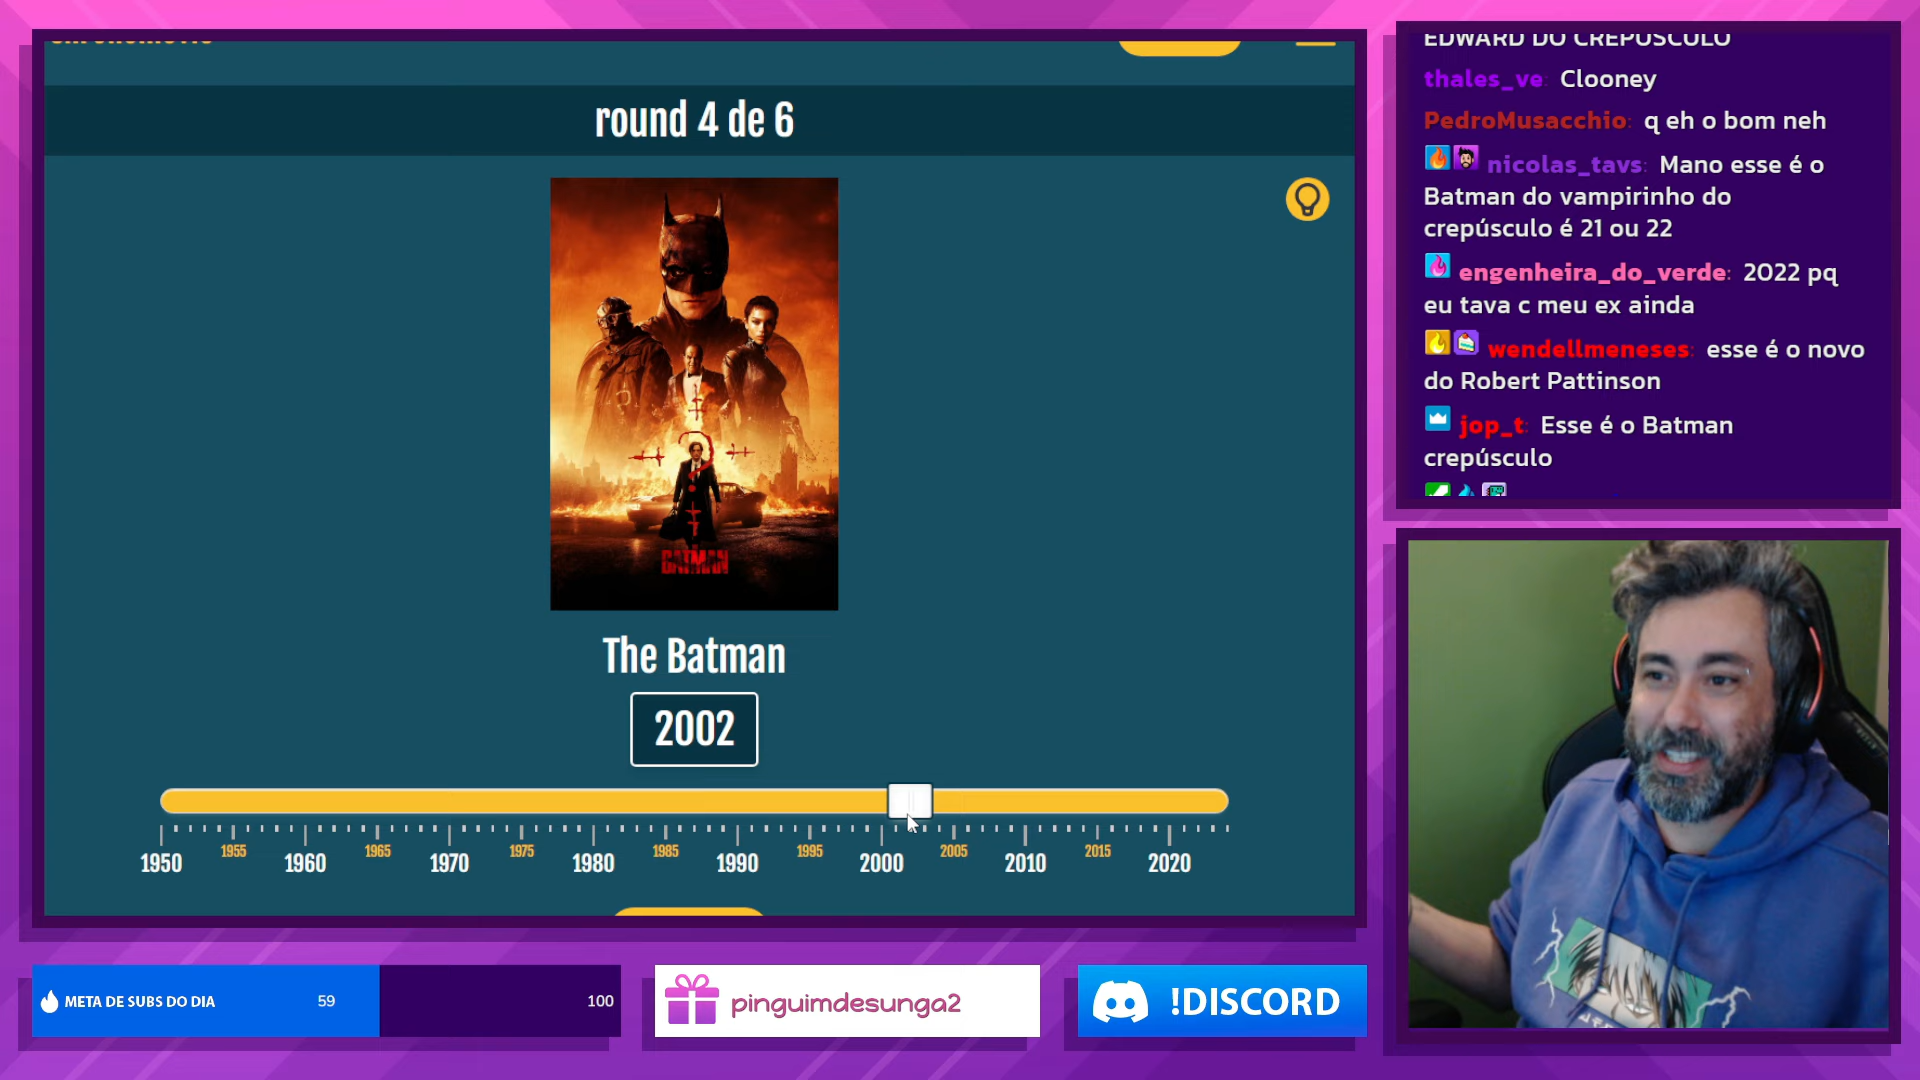 round 4 de 6
BATMAN
The Batman
2002
1950 1955 1960 1965 1970 1975 1980 1985 1990 1995 2000 2005 2010 2015 2020
EDWARD DO CREPÚSCULO
thales_ve: Clooney
PedroMusacchio: q eh o bom neh
nicolas_tavs: Mano esse é o
Batman do vampirinho do
crepúsculo é 21 ou 22
engenheira_do_verde: 2022 pq
eu tava c meu ex ainda
wendellmeneses: esse é o novo
do Robert Pattinson
jop_t: Esse é o Batman
crepúsculo
META DE SUBS DO DIA 59 100
pinguimdesunga2
!DISCORD